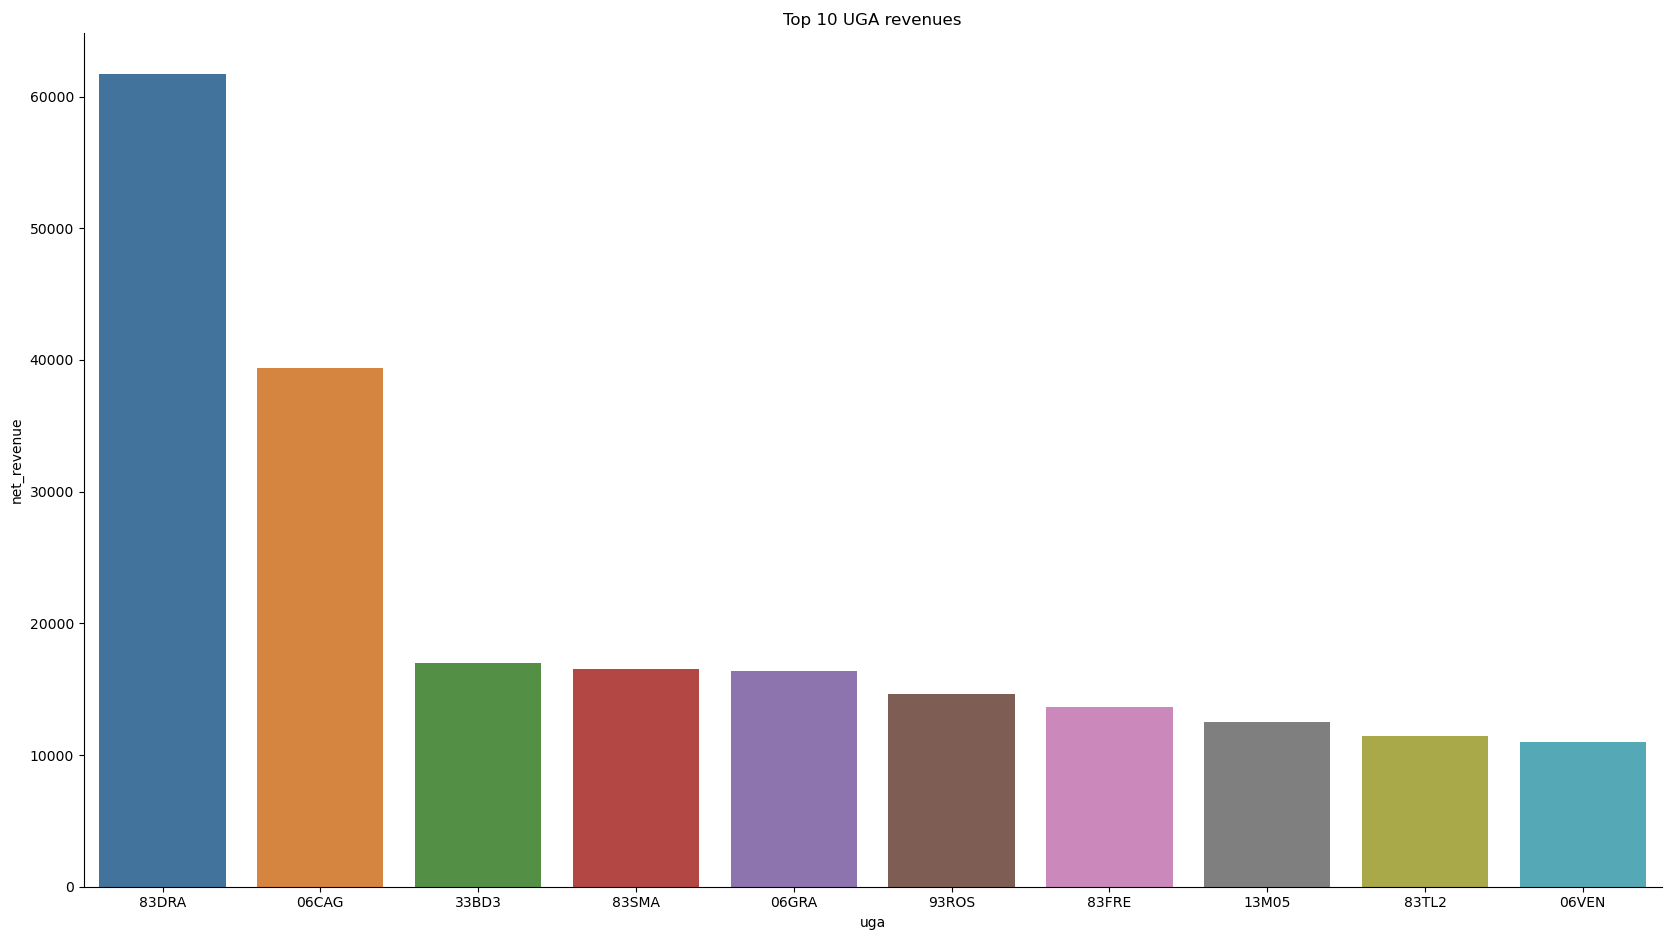 Top 10 UGA revenues
net_revenue
60000
50000
40000
30000
20000
10000
0
83DRA 06CAG 33BD3 83SMA 06GRA 93ROS 83FRE 13M05 83TL2 06VEN
uga